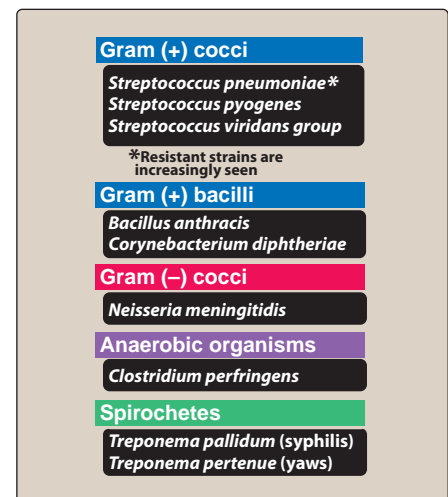 Gram (+) cocci
Streptococcus pneumoniae*
Streptococcus pyogenes
Streptococcus viridans group
*Resistant strains are
increasingly seen
Gram (+) bacilli
Bacillus anthracis
Corynebacterium diphtheriae
Gram (–) cocci
Neisseria meningitidis
Anaerobic organisms
Clostridium perfringens
Spirochetes
Treponema pallidum (syphilis)
Treponema pertenue (yaws)